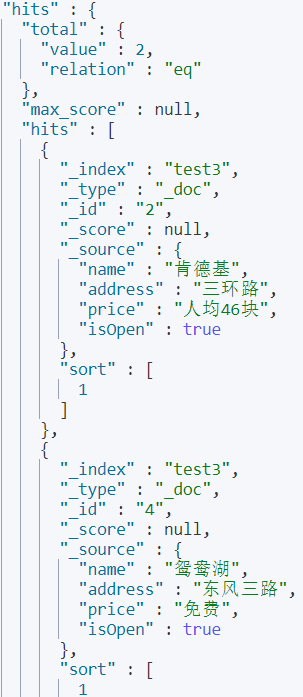 "hits" : {
"total" : {
"value" : 2,
"relation" : "eq"
},
"max_score" : null,
"hits" : [
{
"_index" : "test3",
"_type" : "_doc",
"_id" : "2",
"_score" : null,
"_source" : {
"name" : "肯德基",
"address" : "三环路",
"price" : "人均46块",
"isOpen" : true
},
"sort" : [
1
]
},
{
"_index" : "test3",
"_type" : "_doc",
"_id" : "4",
"_score" : null,
"_source" : {
"name" : "鸳鸯湖",
"address" : "东风三路",
"price" : "免费",
"isOpen" : true
},
"sort" : [
1